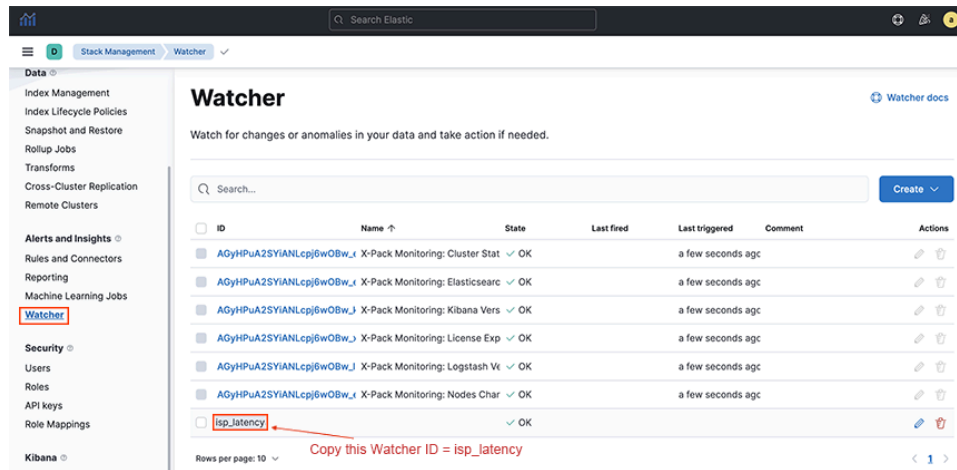 Search Elastic
a
D
Stack Management
Watcher
Data
Index Management
Index Lifecycle Policies
Snapshot and Restore
Rollup Jobs
Transforms
Cross-Cluster Replication
Remote Clusters
Alerts and Insights
Rules and Connectors
Reporting
Machine Learning Jobs
Watcher
Security
Users
Roles
API keys
Role Mappings
Kibana
Watcher
Watcher docs
Watch for changes or anomalies in your data and take action if needed.
Search...
Create
ID Name State Last fired Last triggered Comment Actions
AGyHPuA2SYiANLcpj6wOBw_ X-Pack Monitoring: Cluster Stat OK a few seconds ago
AGyHPuA2SYiANLcpj6wOBw_ X-Pack Monitoring: Elasticsearc OK a few seconds ago
AGyHPuA2SYiANLcpj6wOBw_ X-Pack Monitoring: Kibana Vers OK a few seconds ago
AGyHPuA2SYiANLcpj6wOBw_ X-Pack Monitoring: License Exp OK a few seconds ago
AGyHPuA2SYiANLcpj6wOBw_ X-Pack Monitoring: Logstash Ve OK a few seconds ago
AGyHPuA2SYiANLcpj6wOBw_ X-Pack Monitoring: Nodes Char OK a few seconds ago
isp_latency OK
Copy this Watcher ID = isp_latency
Rows per page: 10
1